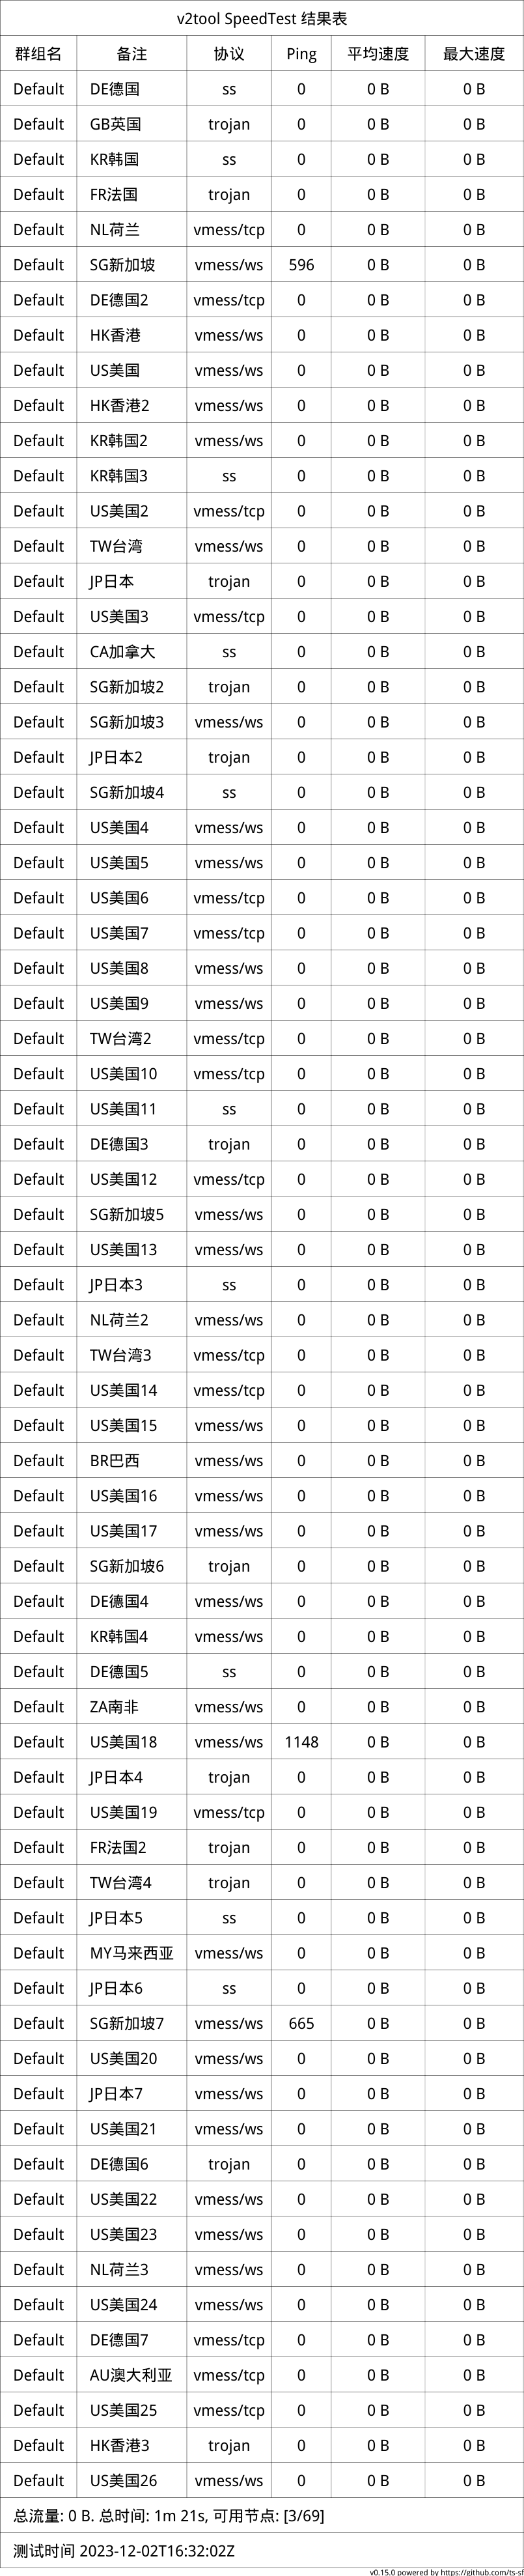 v2tool SpeedTest 结果表
群组名 备注 协议 Ping 平均速度 最大速度
Default DE德国 ss 0 0 B 0 B
Default GB英国 trojan 0 0 B 0 B
Default KR韩国 ss 0 0 B 0 B
Default FR法国 trojan 0 0 B 0 B
Default NL荷兰 vmess/tcp 0 0 B 0 B
Default SG新加坡 vmess/ws 596 0 B 0 B
Default DE德国2 vmess/tcp 0 0 B 0 B
Default HK香港 vmess/ws 0 0 B 0 B
Default US美国 vmess/ws 0 0 B 0 B
Default HK香港2 vmess/ws 0 0 B 0 B
Default KR韩国2 vmess/ws 0 0 B 0 B
Default KR韩国3 ss 0 0 B 0 B
Default US美国2 vmess/tcp 0 0 B 0 B
Default TW台湾 vmess/ws 0 0 B 0 B
Default JP日本 trojan 0 0 B 0 B
Default US美国3 vmess/tcp 0 0 B 0 B
Default CA加拿大 ss 0 0 B 0 B
Default SG新加坡2 trojan 0 0 B 0 B
Default SG新加坡3 vmess/ws 0 0 B 0 B
Default JP日本2 trojan 0 0 B 0 B
Default SG新加坡4 ss 0 0 B 0 B
Default US美国4 vmess/ws 0 0 B 0 B
Default US美国5 vmess/ws 0 0 B 0 B
Default US美国6 vmess/tcp 0 0 B 0 B
Default US美国7 vmess/tcp 0 0 B 0 B
Default US美国8 vmess/ws 0 0 B 0 B
Default US美国9 vmess/ws 0 0 B 0 B
Default TW台湾2 vmess/tcp 0 0 B 0 B
Default US美国10 vmess/tcp 0 0 B 0 B
Default US美国11 ss 0 0 B 0 B
Default DE德国3 trojan 0 0 B 0 B
Default US美国12 vmess/tcp 0 0 B 0 B
Default SG新加坡5 vmess/ws 0 0 B 0 B
Default US美国13 vmess/ws 0 0 B 0 B
Default JP日本3 ss 0 0 B 0 B
Default NL荷兰2 vmess/ws 0 0 B 0 B
Default TW台湾3 vmess/tcp 0 0 B 0 B
Default US美国14 vmess/tcp 0 0 B 0 B
Default US美国15 vmess/ws 0 0 B 0 B
Default BR巴西 vmess/ws 0 0 B 0 B
Default US美国16 vmess/ws 0 0 B 0 B
Default US美国17 vmess/ws 0 0 B 0 B
Default SG新加坡6 trojan 0 0 B 0 B
Default DE德国4 vmess/ws 0 0 B 0 B
Default KR韩国4 vmess/ws 0 0 B 0 B
Default DE德国5 ss 0 0 B 0 B
Default ZA南非 vmess/ws 0 0 B 0 B
Default US美国18 vmess/ws 1148 0 B 0 B
Default JP日本4 trojan 0 0 B 0 B
Default US美国19 vmess/tcp 0 0 B 0 B
Default FR法国2 trojan 0 0 B 0 B
Default TW台湾4 trojan 0 0 B 0 B
Default JP日本5 ss 0 0 B 0 B
Default MY马来西亚 vmess/ws 0 0 B 0 B
Default JP日本6 ss 0 0 B 0 B
Default SG新加坡7 vmess/ws 665 0 B 0 B
Default US美国20 vmess/ws 0 0 B 0 B
Default JP日本7 vmess/ws 0 0 B 0 B
Default US美国21 vmess/ws 0 0 B 0 B
Default DE德国6 trojan 0 0 B 0 B
Default US美国22 vmess/ws 0 0 B 0 B
Default US美国23 vmess/ws 0 0 B 0 B
Default NL荷兰3 vmess/ws 0 0 B 0 B
Default US美国24 vmess/ws 0 0 B 0 B
Default DE德国7 vmess/tcp 0 0 B 0 B
Default AU澳大利亚 vmess/tcp 0 0 B 0 B
Default US美国25 vmess/tcp 0 0 B 0 B
Default HK香港3 trojan 0 0 B 0 B
Default US美国26 vmess/ws 0 0 B 0 B
总流量: 0 B. 总时间: 1m 21s, 可用节点: [3/69]
测试时间 2023-12-02T16:32:02Z
v0.15.0 powered by https://github.com/ts-sf